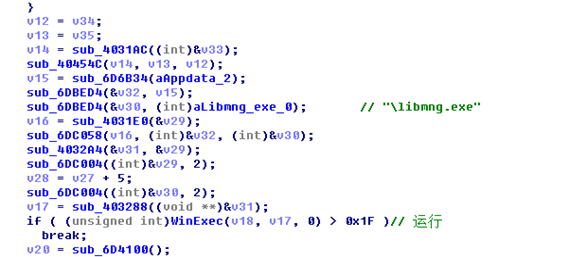 }
v12 = v34;
v13 = v35;
v14 = sub_4031AC((int)&v33);
sub_40454C(v14, v13, v12);
v15 = sub_6D6B34(aAppdata_2);
sub_6DBED4(&v32, v15);
sub_6DBED4(&v30, (int)aLibmng_exe_0); // "\libmng.exe"
v16 = sub_4031E0(&v29);
sub_6DC058(v16, (int)&v32, (int)&v30);
sub_4032A4(&v31, &v29);
sub_6DC004((int)&v29, 2);
v28 = v27 + 5;
sub_6DC004((int)&v30, 2);
v17 = sub_403288((void **)&v31);
if ( (unsigned int)WinExec(v18, v17, 0) > 0x1F )// 运行
break;
v20 = sub_6D4100();